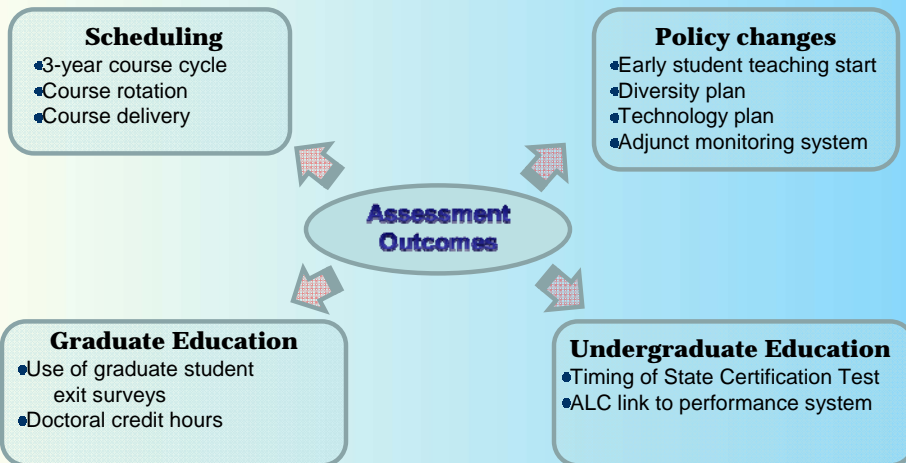 Scheduling
•3-year course cycle
•Course rotation
•Course delivery
Policy changes
•Early student teaching start
•Diversity plan
•Technology plan
•Adjunct monitoring system
Assessment
Outcomes
Graduate Education
•Use of graduate student
exit surveys
•Doctoral credit hours
Undergraduate Education
•Timing of State Certification Test
•ALC link to performance system